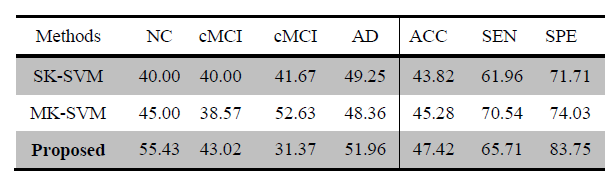 Methods NC cMCI cMCI AD ACC SEN SPE
SK-SVM 40.00 40.00 41.67 49.25 43.82 61.96 71.71
MK-SVM 45.00 38.57 52.63 48.36 45.28 70.54 74.03
Proposed 55.43 43.02 31.37 51.96 47.42 65.71 83.75